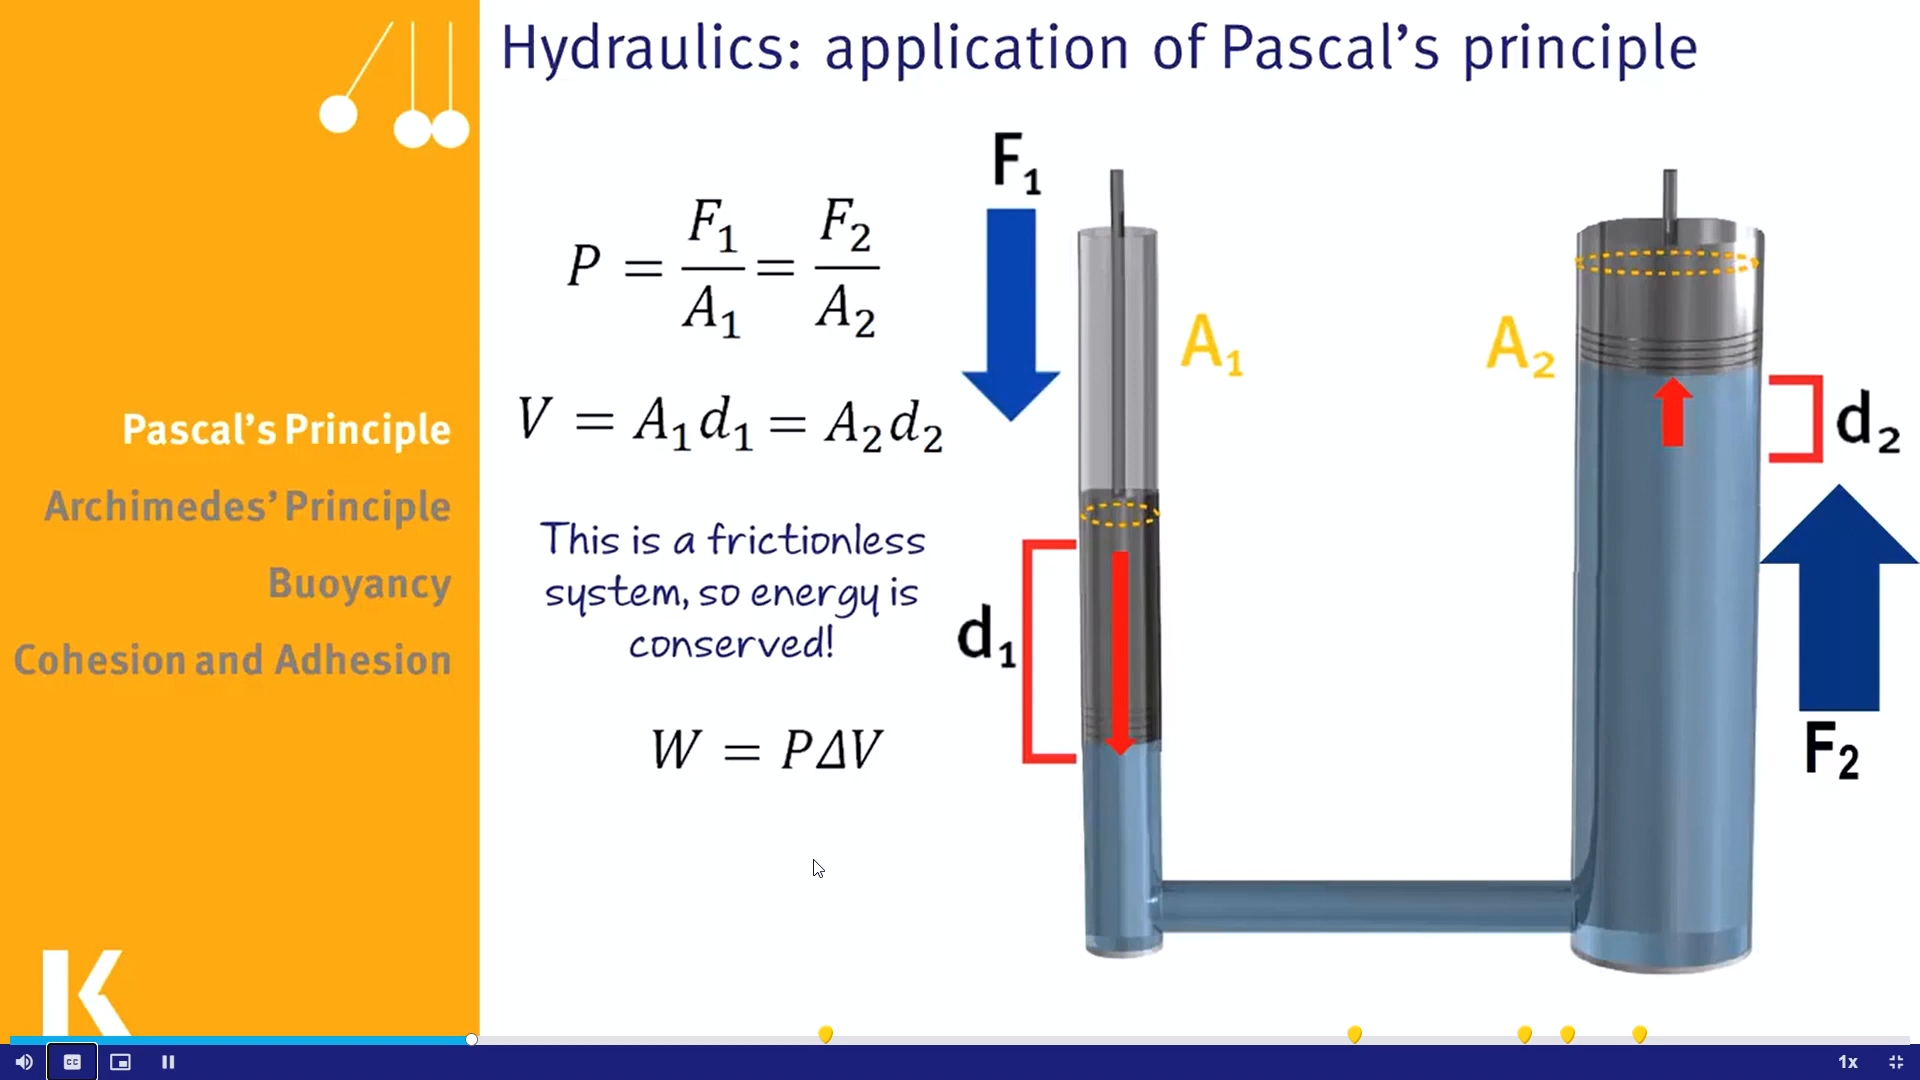 Hydraulics: application of Pascal's principle
Pascal's Principle
Archimedes' Principle
Buoyancy
Cohesion and Adhesion
P = F₁/A₁ = F₂/A₂
V = A₁d₁ = A₂d₂
This is a frictionless
system, so energy is
conserved!
W = PΔV
F₁
A₁
A₂
d₂
d₁
F₂
K
CC
1x